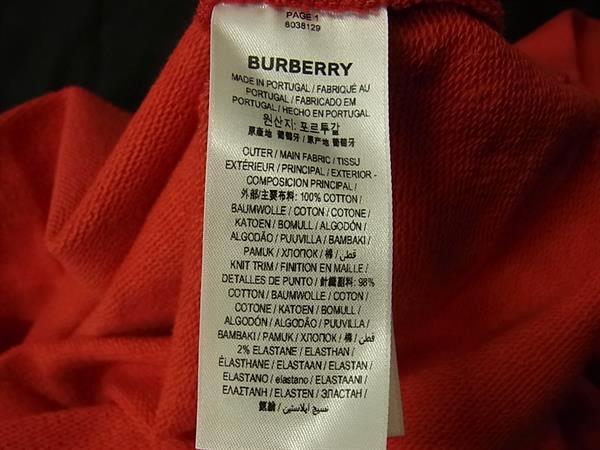 PAGE 1
8038129
BURBERRY
MADE IN PORTUGAL / FABRIQUÉ AU
PORTUGAL / FABRICADO EM
PORTUGAL / HECHO EN PORTUGAL
원산지: 포르투갈
原産地 葡萄牙 / 原产地 葡萄牙
OUTER / MAIN FABRIC / TISSU
EXTÉRIEUR / PRINCIPAL / EXTERIOR -
COMPOSICIÓN PRINCIPAL /
外部/主要布料: 100% COTTON /
BAUMWOLLE / COTON / COTONE /
KATOEN / BOMULL / ALGODÓN /
ALGODÃO / PUUVILLA / BAMBAKI /
PAMUK / ХЛОПОК / 棉 / قطن /
KNIT TRIM / FINITION EN MAILLE /
DETALLES DE PUNTO / 針織副料: 98%
COTTON / BAUMWOLLE / COTON /
COTONE / KATOEN / BOMULL /
ALGODÓN / ALGODÃO / PUUVILLA /
BAMBAKI / PAMUK / ХЛОПОК / 棉 / قطن /
2% ELASTANE / ELASTHAN /
ÉLASTHANE / ELASTAAN / ELASTAN /
ELASTANO / elastano / ELASTAANI /
ΕΛΑΣΤΑΝΗ / ELASTEN / ЭЛАСТАН /
氨綸 / نسيج إيلاستين /